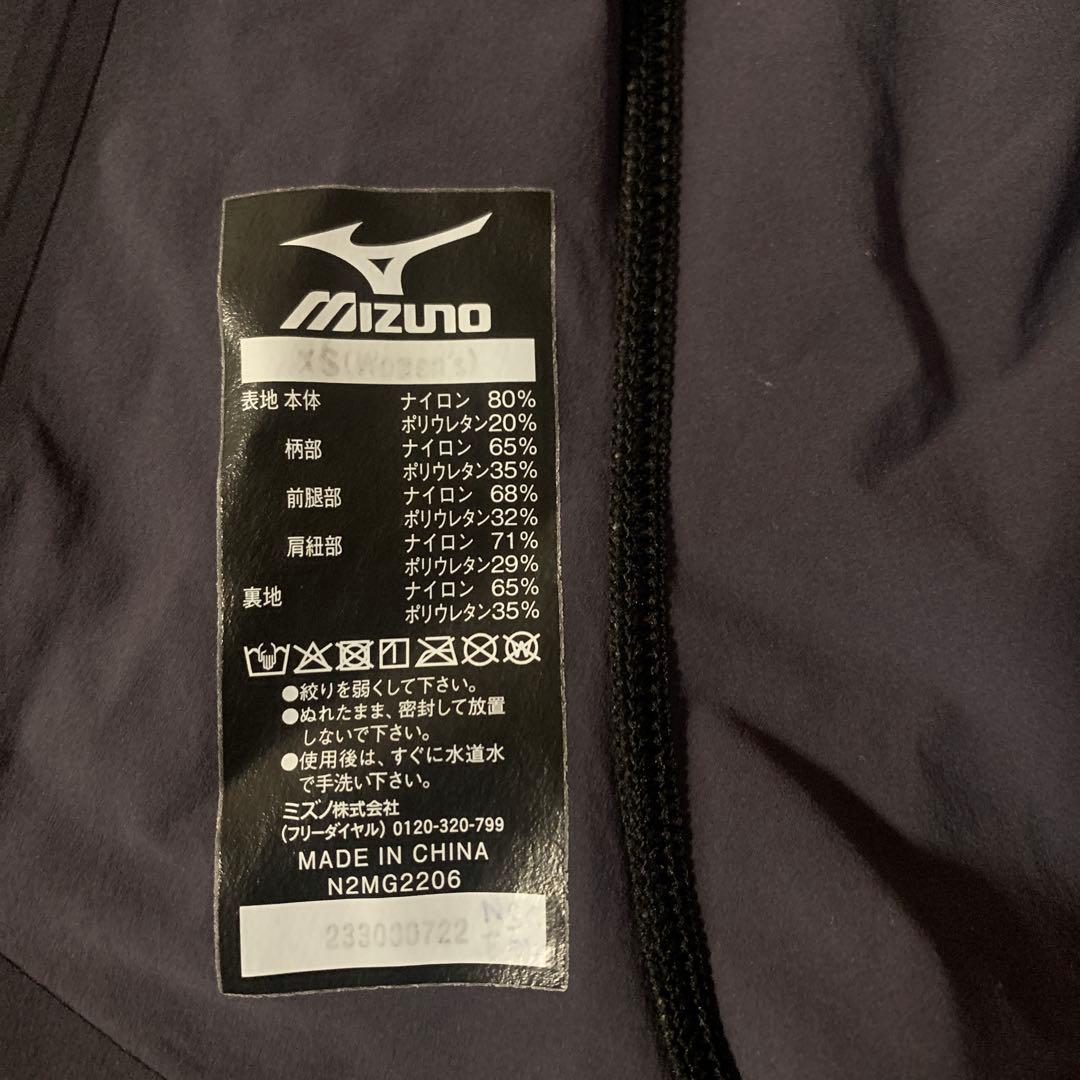 MIZUNO
XS(Women's)
表地 本体 ナイロン 80%
ポリウレタン20%
柄部 ナイロン 65%
ポリウレタン35%
前腿部 ナイロン 68%
ポリウレタン32%
肩紐部 ナイロン 71%
ポリウレタン29%
裏地 ナイロン 65%
ポリウレタン35%
●絞りを弱くして下さい。
●ぬれたまま、密封して放置
しないで下さい。
●使用後は、すぐに水道水
で手洗い下さい。
ミズノ株式会社
(フリーダイヤル) 0120-320-799
MADE IN CHINA
N2MG2206
233000722